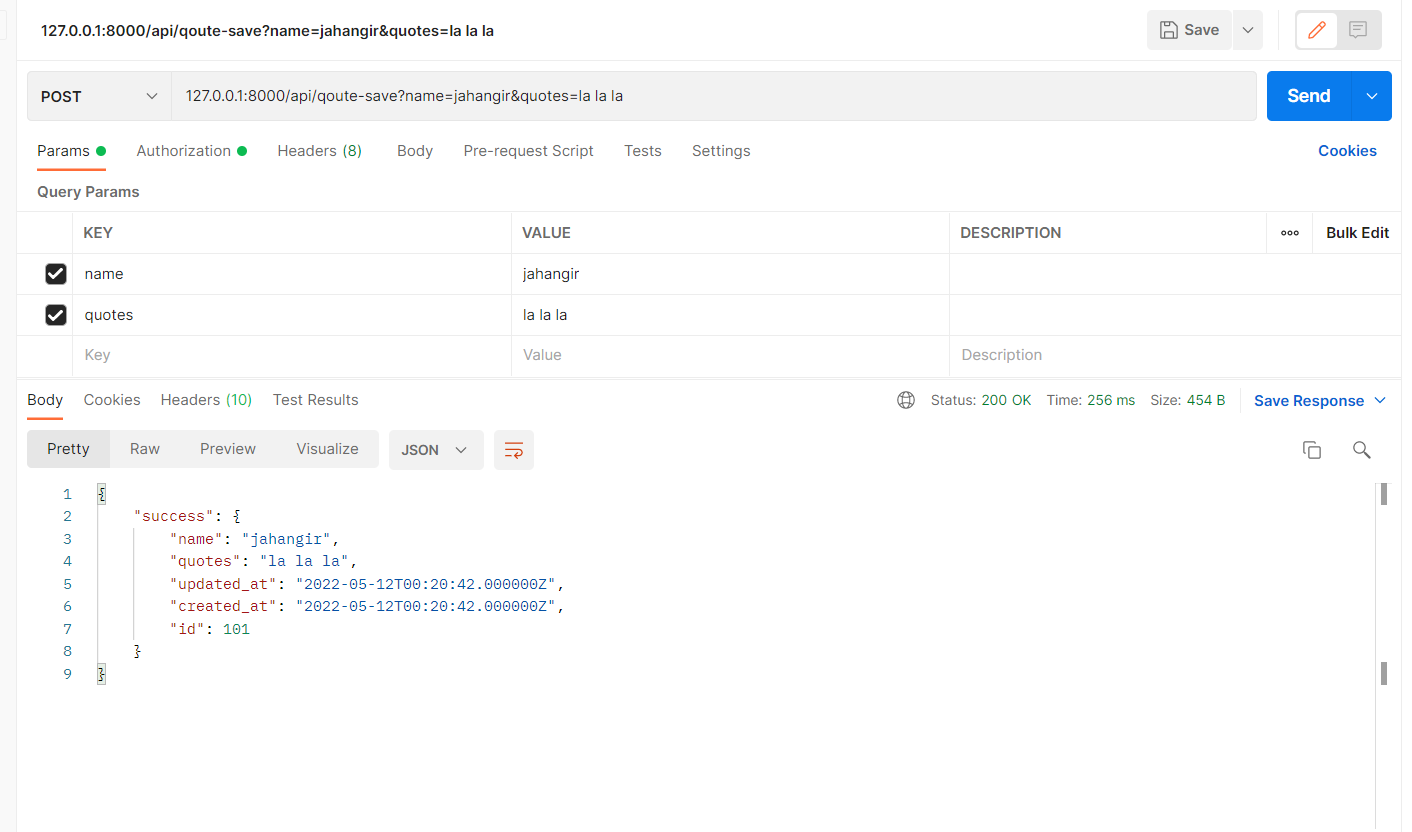 127.0.0.1:8000/api/qoute-save?name=jahangir&quotes=la la la Save
POST 127.0.0.1:8000/api/qoute-save?name=jahangir&quotes=la la la Send
Params Authorization Headers (8) Body Pre-request Script Tests Settings Cookies
Query Params
KEY VALUE DESCRIPTION Bulk Edit
name jahangir
quotes la la la
Key Value Description
Body Cookies Headers (10) Test Results Status: 200 OK Time: 256 ms Size: 454 B Save Response
Pretty Raw Preview Visualize JSON
1 {
2 "success": {
3 "name": "jahangir",
4 "quotes": "la la la",
5 "updated_at": "2022-05-12T00:20:42.000000Z",
6 "created_at": "2022-05-12T00:20:42.000000Z",
7 "id": 101
8 }
9 }